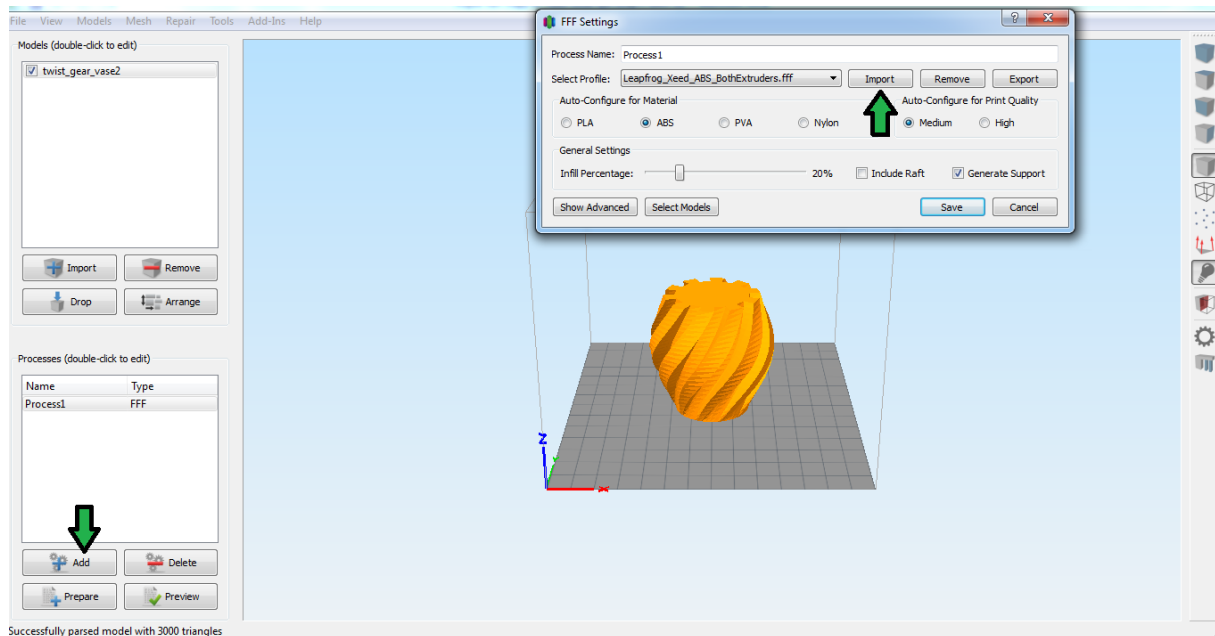 File View Models Mesh Repair Tools Add-Ins Help
Models (double-click to edit)
twist_gear_vase2
Import Remove
Drop Arrange
Processes (double-click to edit)
Name Type
Process1 FFF
Add Delete
Prepare Preview
Successfully parsed model with 3000 triangles
FFF Settings
Process Name: Process1
Select Profile: Leapfrog_Xeed_ABS_BothExtruders.fff Import Remove Export
Auto-Configure for Material Auto-Configure for Print Quality
PLA ABS PVA Nylon Medium High
General Settings
Infill Percentage: 20% Include Raft Generate Support
Show Advanced Select Models Save Cancel
Z